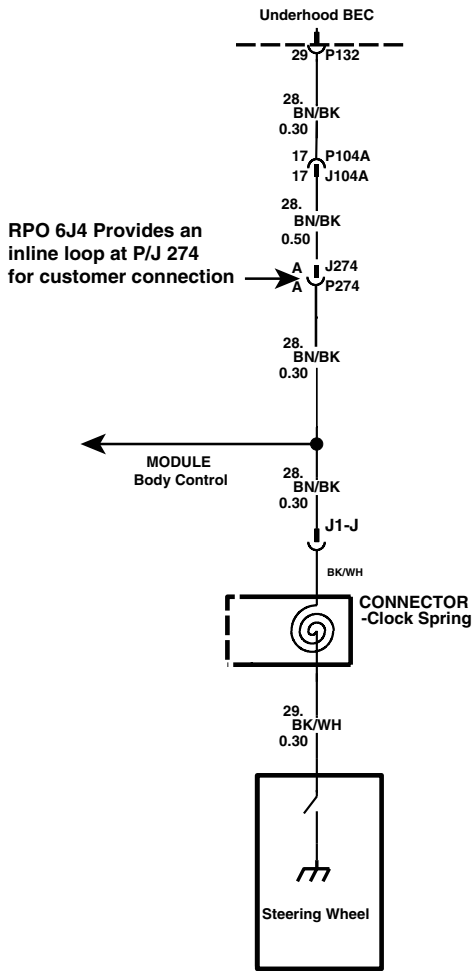 Underhood BEC
29 P132
28.
BN/BK
0.30
17 P104A
17 J104A
28.
BN/BK
0.50
RPO 6J4 Provides an
inline loop at P/J 274
for customer connection
A J274
A P274
28.
BN/BK
0.30
MODULE
Body Control
28.
BN/BK
0.30
J1-J
BK/WH
CONNECTOR
-Clock Spring
29.
BK/WH
0.30
Steering Wheel